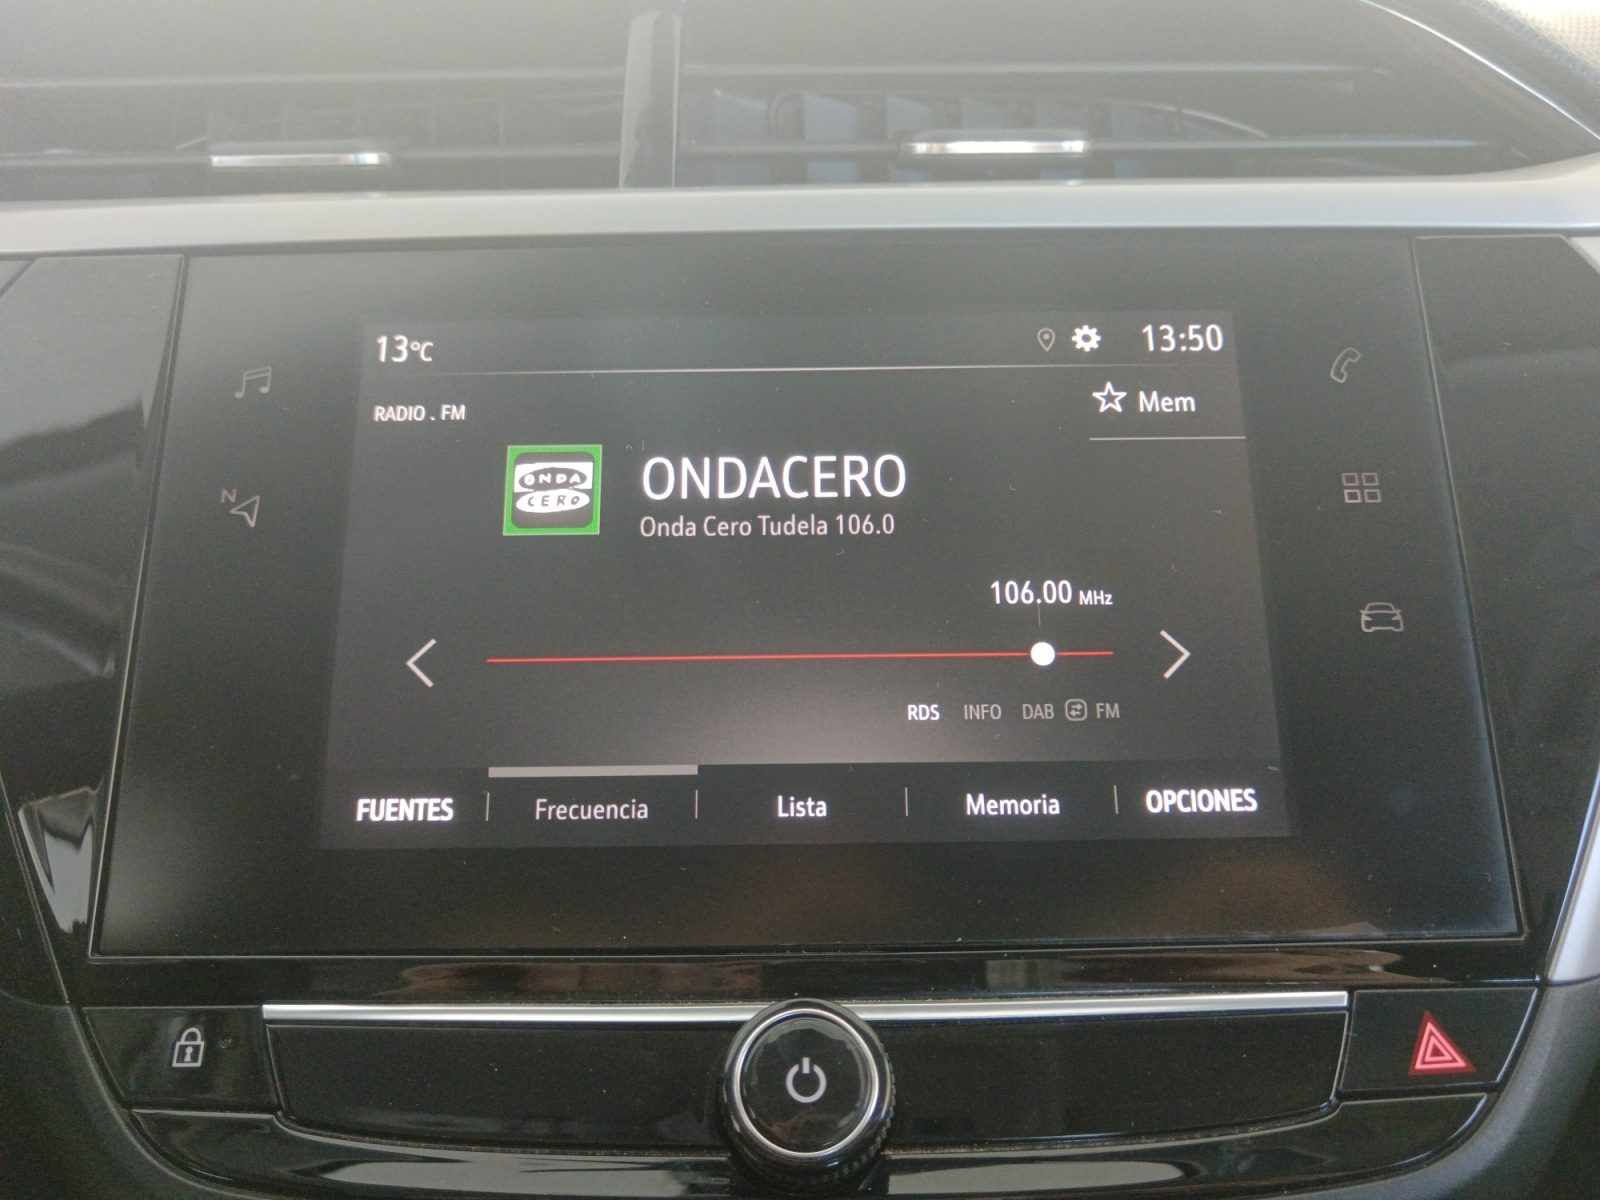 13°C
13:50
Mem
RADIO . FM
ONDA
CERO
ONDACERO
Onda Cero Tudela 106.0
106.00 MHz
RDS INFO DAB FM
FUENTES Frecuencia Lista Memoria OPCIONES
N